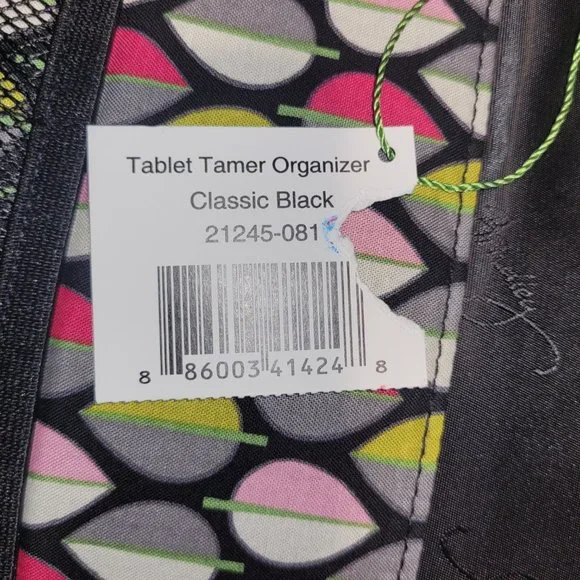 Tablet Tamer Organizer
Classic Black
21245-081
8 86003 41424 8